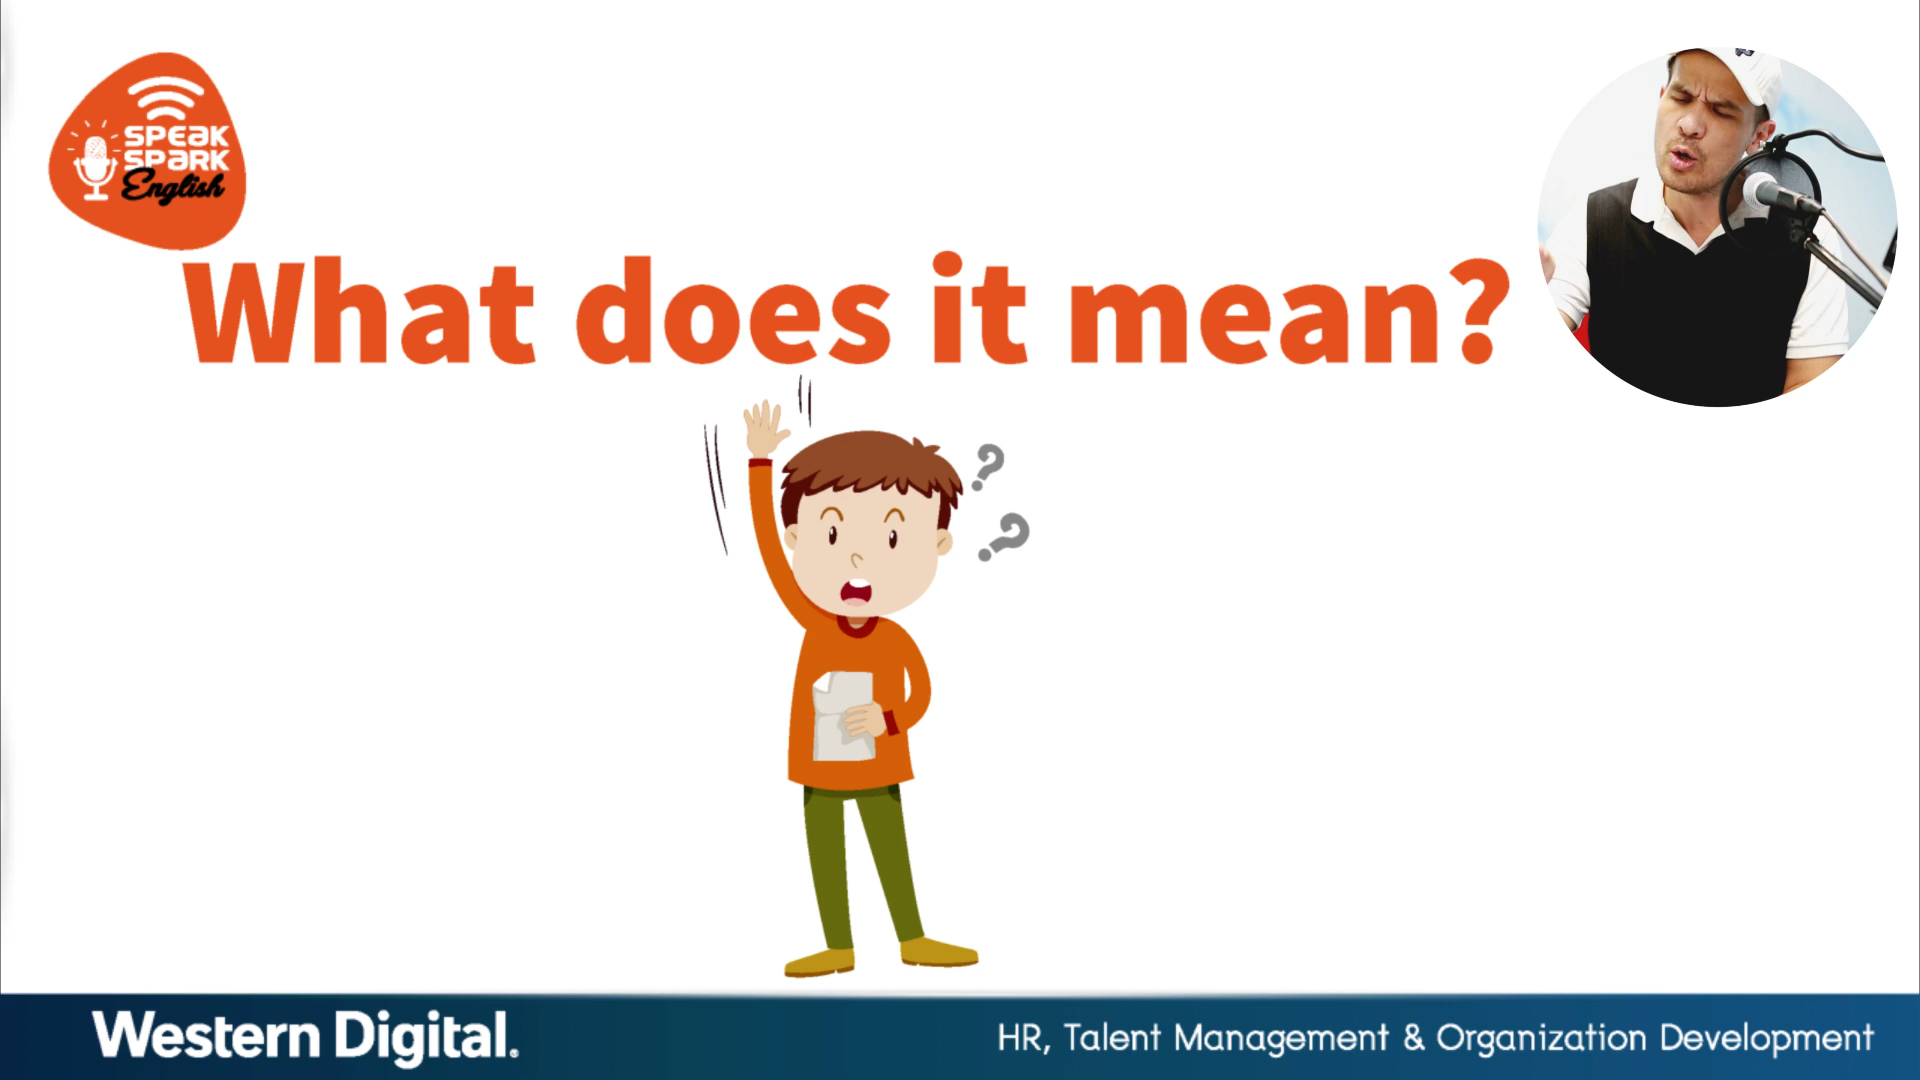 SPEAK
SPARK
English
What does it mean?
Western Digital.
HR, Talent Management & Organization Development